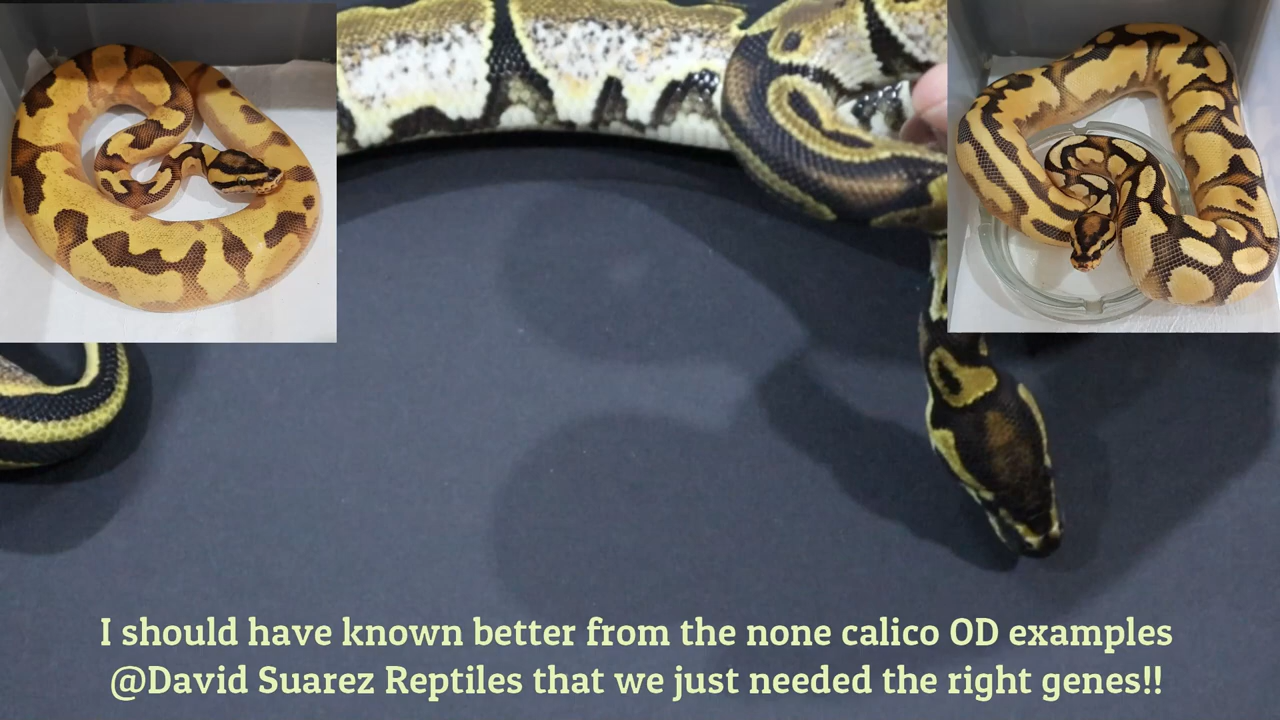 I should have known better from the none calico OD examples
@David Suarez Reptiles that we just needed the right genes!!